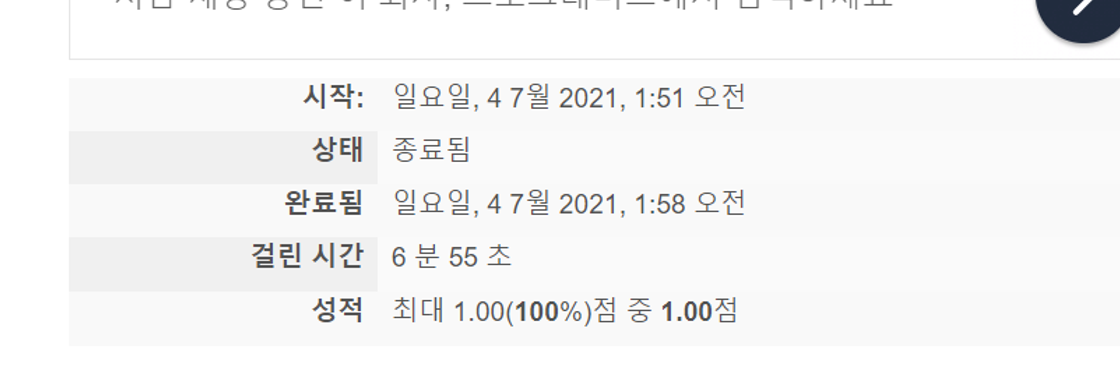 시작: 일요일, 4 7월 2021, 1:51 오전
상태 종료됨
완료됨 일요일, 4 7월 2021, 1:58 오전
걸린 시간 6 분 55 초
성적 최대 1.00(100%)점 중 1.00점